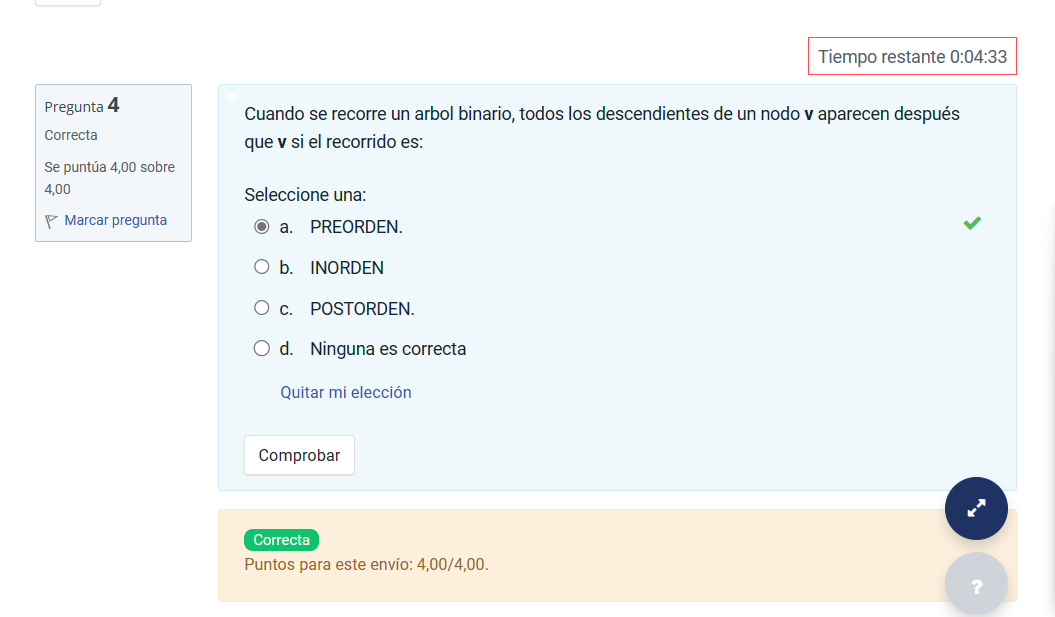 Tiempo restante 0:04:33
Pregunta 4
Correcta
Se puntúa 4,00 sobre
4,00
Marcar pregunta
Cuando se recorre un arbol binario, todos los descendientes de un nodo v aparecen después
que v si el recorrido es:
Seleccione una:
a. PREORDEN.
b. INORDEN
c. POSTORDEN.
d. Ninguna es correcta
Quitar mi elección
Comprobar
Correcta
Puntos para este envío: 4,00/4,00.
?